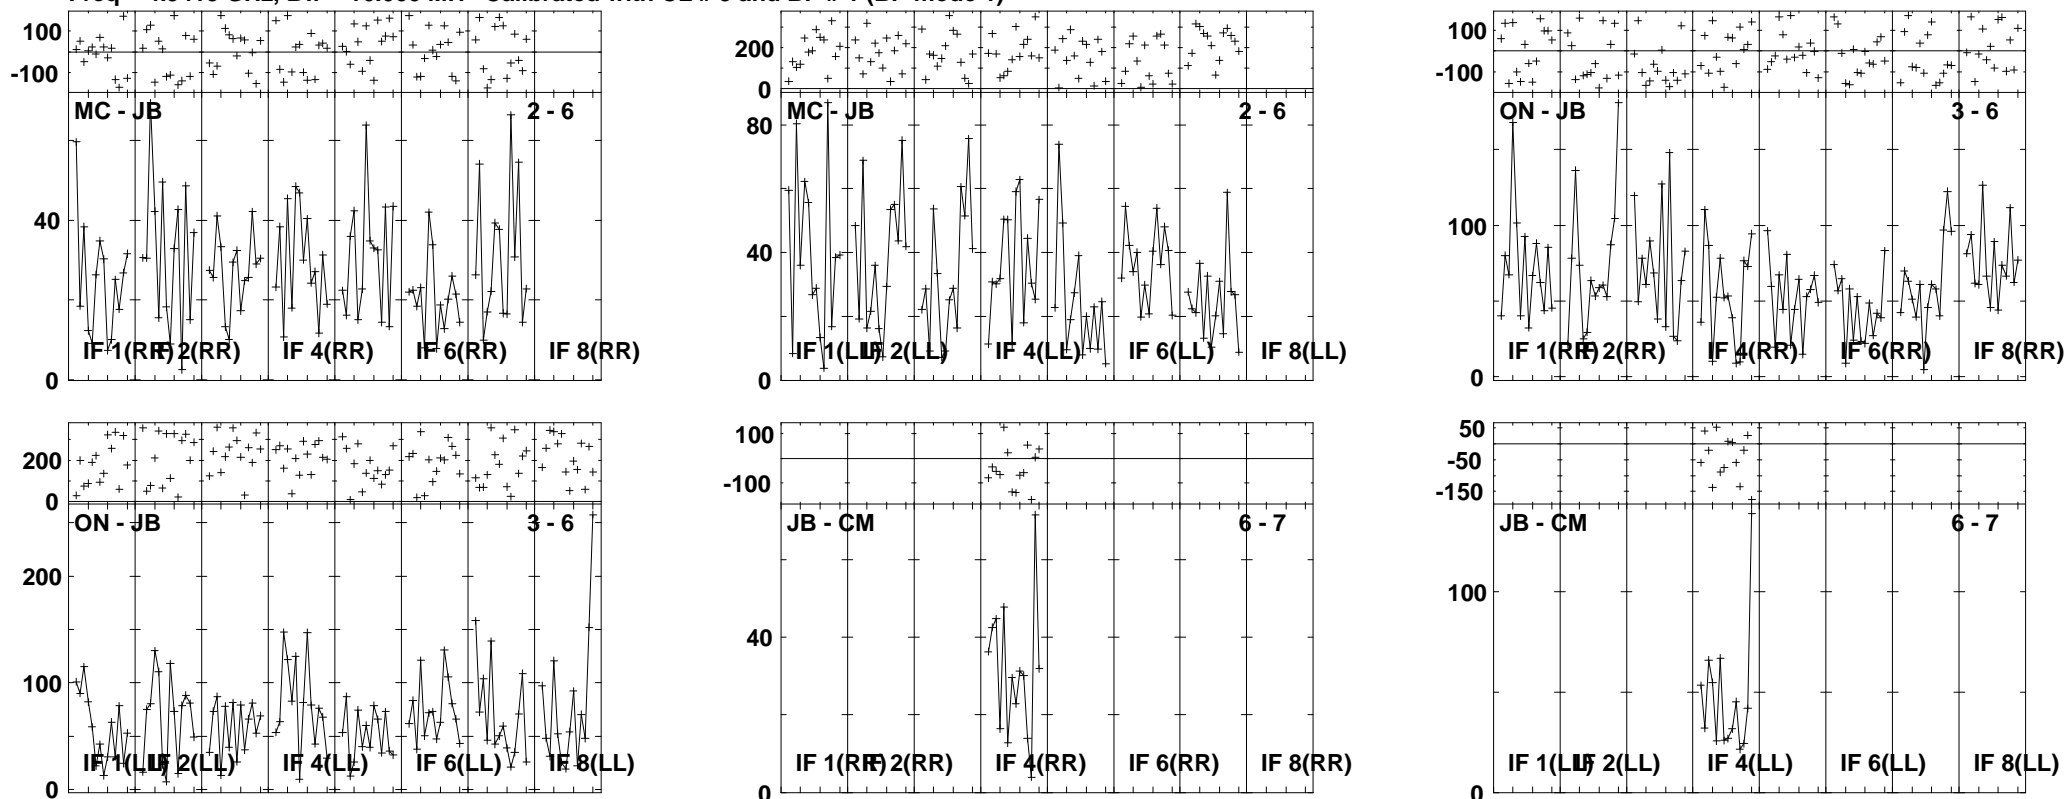 100
-100
MC - JB 2 - 6
40
0
IF 1(RR) IF 2(RR) IF 4(RR) IF 6(RR) IF 8(RR)
200
0
MC - JB 2 - 6
80
40
0
IF 1(LL) IF 2(LL) IF 4(LL) IF 6(LL) IF 8(LL)
100
-100
ON - JB 3 - 6
100
0
IF 1(RR) IF 2(RR) IF 4(RR) IF 6(RR) IF 8(RR)
200
0
ON - JB 3 - 6
200
100
0
IF 1(LL) IF 2(LL) IF 4(LL) IF 6(LL) IF 8(LL)
100
-100
JB - CM 6 - 7
40
0
IF 1(RR) IF 2(RR) IF 4(RR) IF 6(RR) IF 8(RR)
50
-50
-150
JB - CM 6 - 7
100
0
IF 1(LL) IF 2(LL) IF 4(LL) IF 6(LL) IF 8(LL)